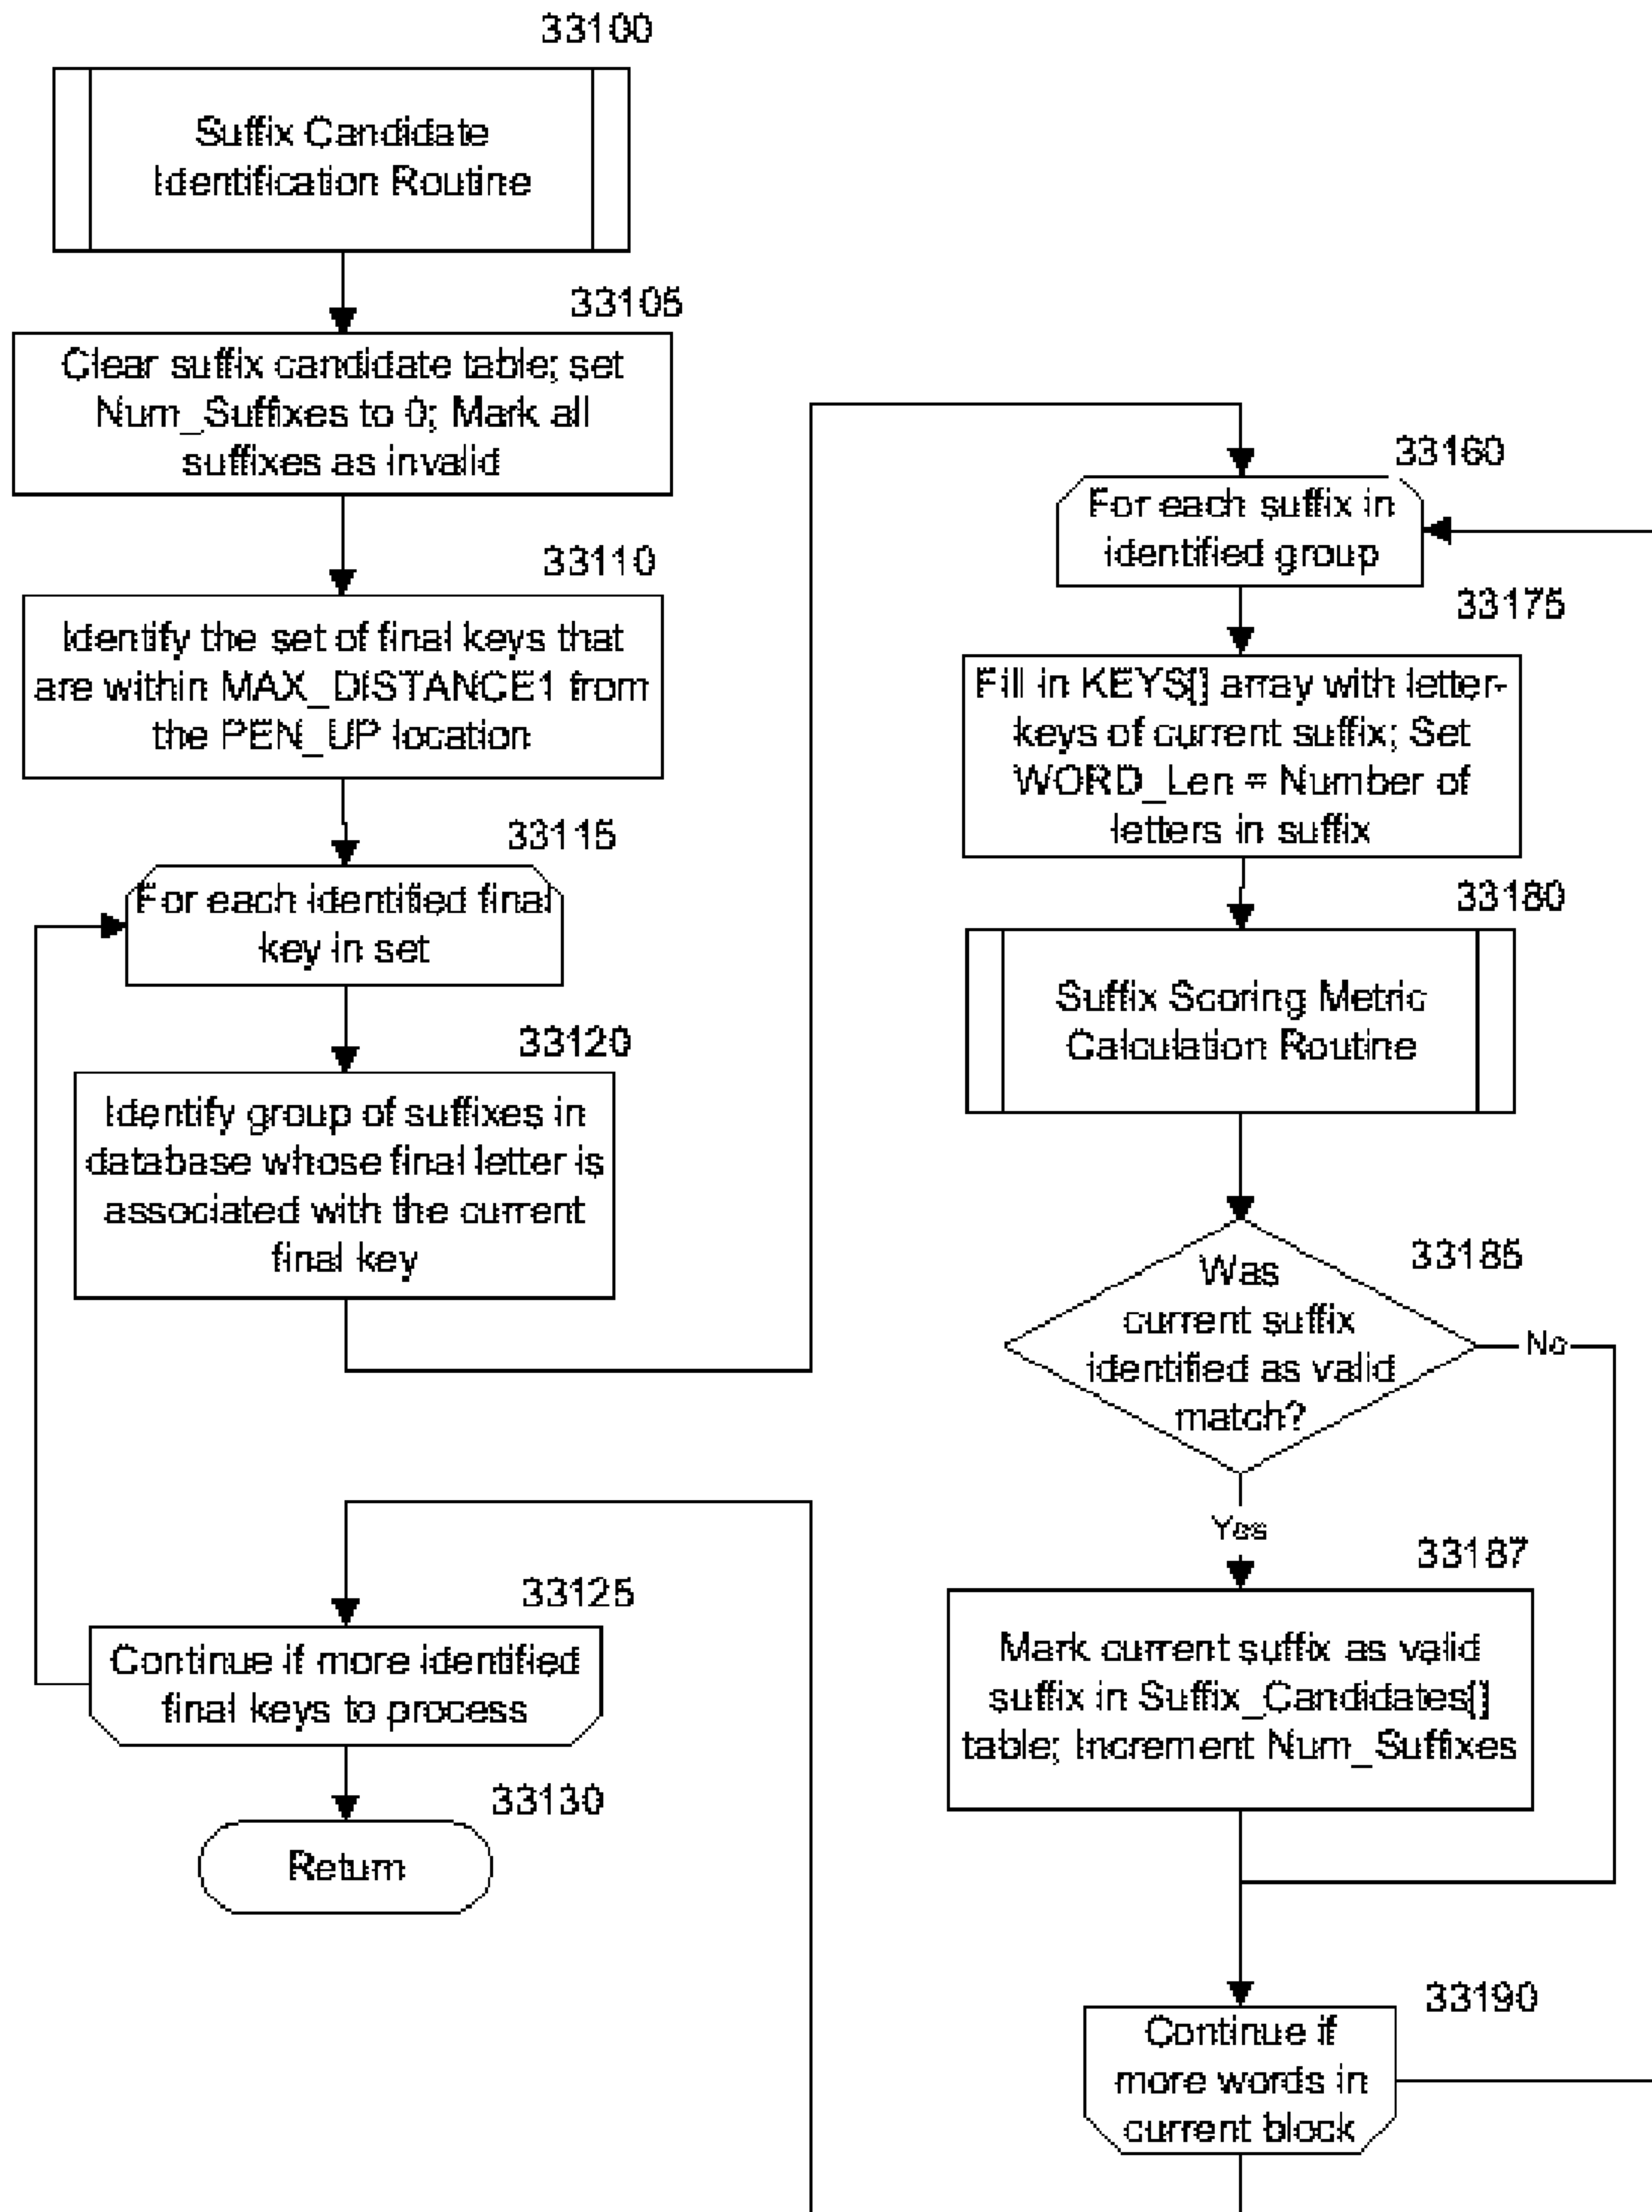 33100
Suffix Candidate
Identification Routine
33105
Clear suffix candidate table; set
Num_Suffixes to 0; Mark all
suffixes as invalid
33110
Identify the set of final keys that
are within MAX_DISTANCE1 from
the PEN_UP location
33115
For each identified final
key in set
33120
Identify group of suffixes in
database whose final letter is
associated with the current
final key
33125
Continue if more identified
final keys to process
33130
Return
33160
For each suffix in
identified group
33175
Fill in KEYS[] array with letter-
keys of current suffix; Set
WORD_Len = Number of
letters in suffix
33180
Suffix Scoring Metric
Calculation Routine
33185
Was
current suffix
identified as valid
match?
No
Yes
33187
Mark current suffix as valid
suffix in Suffix_Candidates[]
table; Increment Num_Suffixes
33190
Continue if
more words in
current block